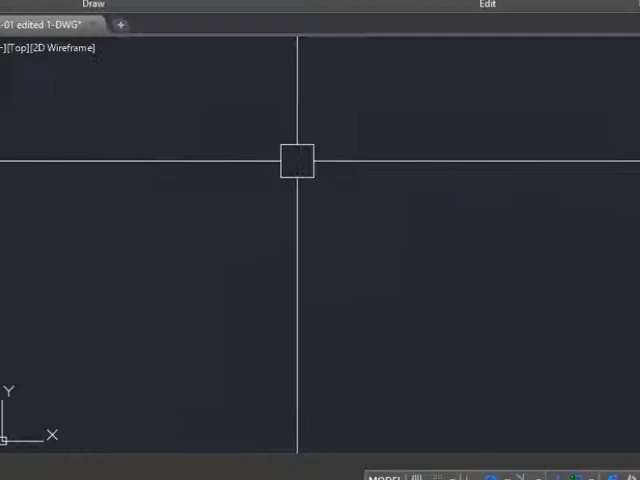 Draw
Edit
-01 edited 1-DWG*
-][Top][2D Wireframe]
Y
X
MODEL